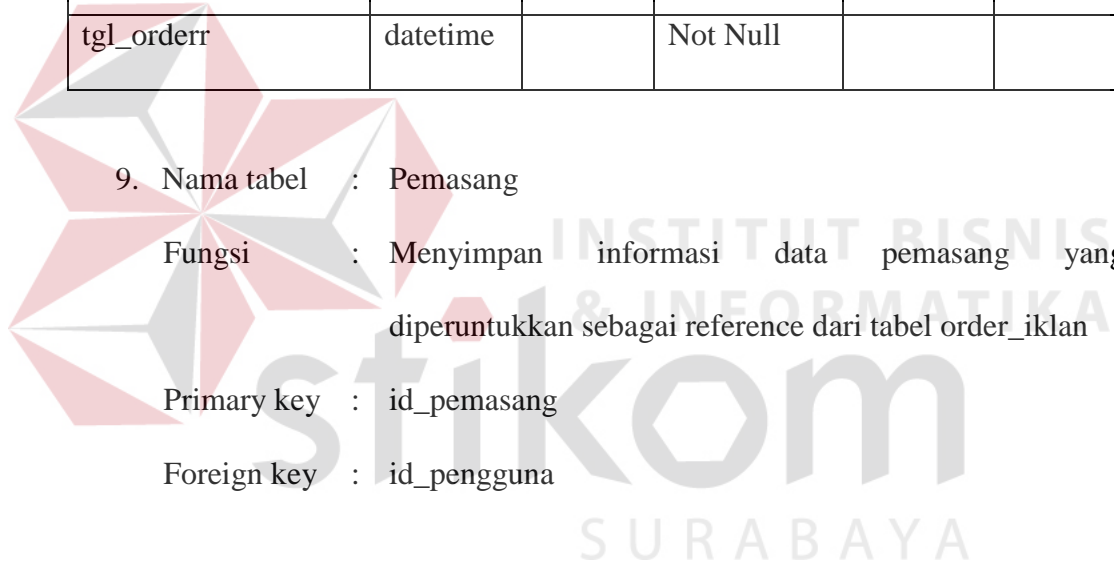 tgl_orderr datetime Not Null
9. Nama tabel : Pemasang
Fungsi : Menyimpan informasi data pemasang yang
diperuntukkan sebagai reference dari tabel order_iklan
Primary key : id_pemasang
Foreign key : id_pengguna
INSTITUT BISNIS
& INFORMATIKA
stikom
SURABAYA